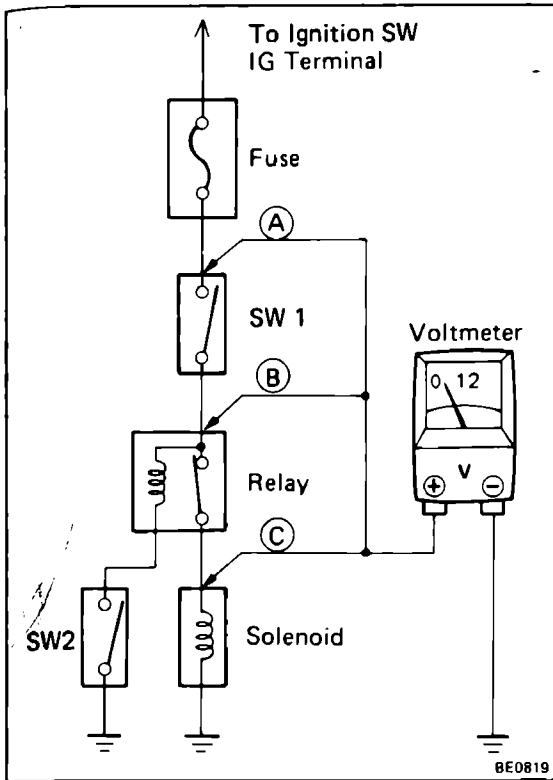 To Ignition SW
IG Terminal
Fuse
A
SW 1
Voltmeter
0 12
B
V
Relay
+ −
C
SW2
Solenoid
BE0819